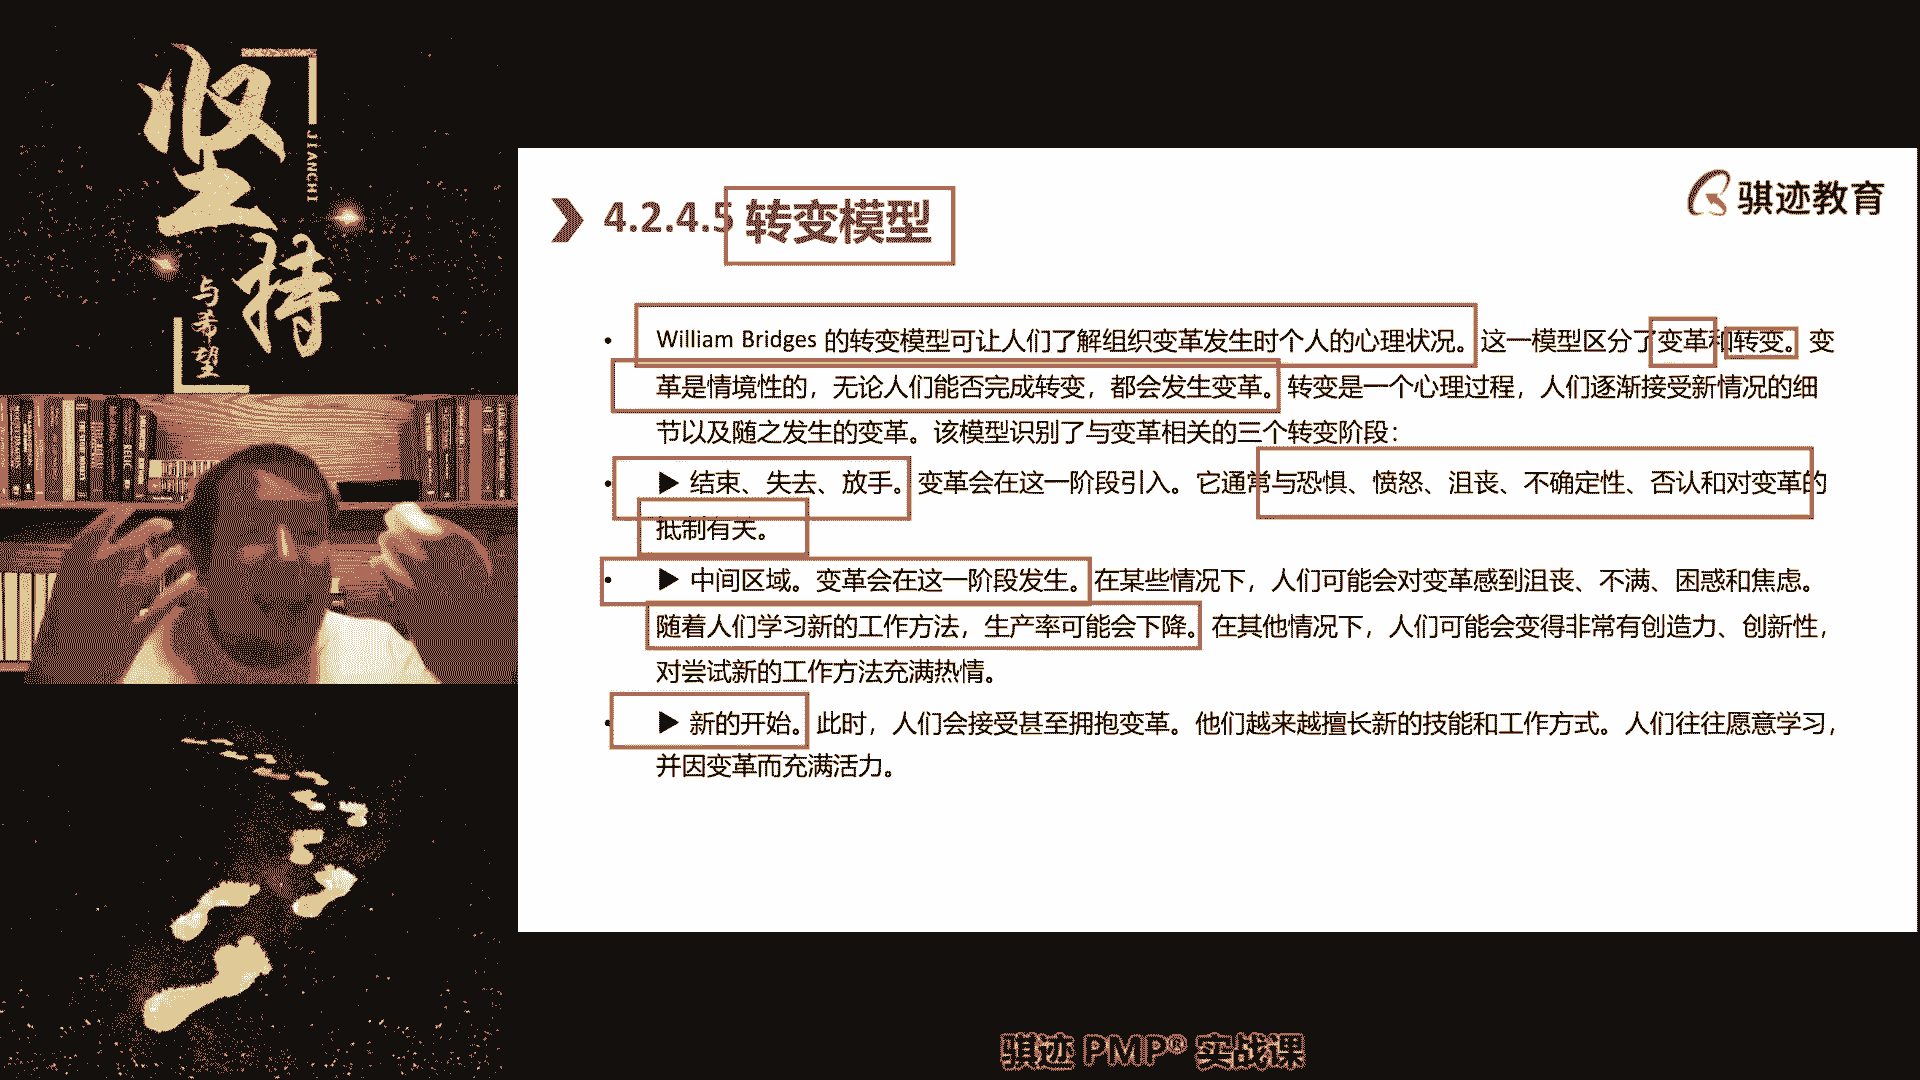 坚持
JIANCHI
与希望
4.2.4.5 转变模型
骐迹教育
• William Bridges 的转变模型可让人们了解组织变革发生时个人的心理状况。这一模型区分了变革和转变。变
革是情境性的，无论人们能否完成转变，都会发生变革。转变是一个心理过程，人们逐渐接受新情况的细
节以及随之发生的变革。该模型识别了与变革相关的三个转变阶段：
• ▶ 结束、失去、放手。变革会在这一阶段引入。它通常与恐惧、愤怒、沮丧、不确定性、否认和对变革的
抵制有关。
• ▶ 中间区域。变革会在这一阶段发生。在某些情况下，人们可能会对变革感到沮丧、不满、困惑和焦虑。
随着人们学习新的工作方法，生产率可能会下降。在其他情况下，人们可能会变得非常有创造力、创新性，
对尝试新的工作方法充满热情。
• ▶ 新的开始。此时，人们会接受甚至拥抱变革。他们越来越擅长新的技能和工作方式。人们往往愿意学习，
并因变革而充满活力。
骐迹 PMP® 实战课